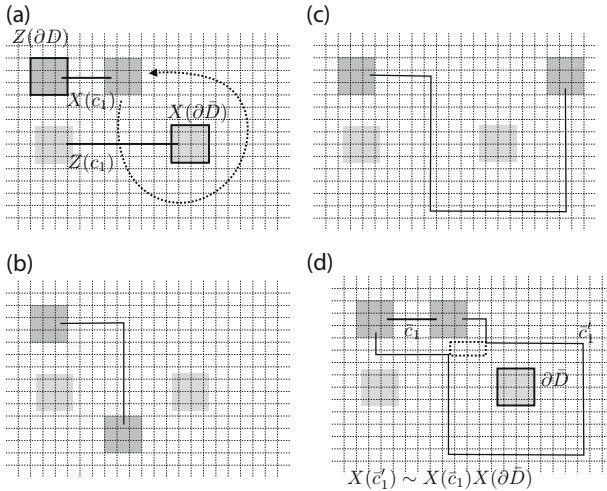 (a)
Z(∂D)
X(c̄₁)
X(∂D̄)
Z(c₁)
(b)
(c)
(d)
c̄₁
c̄₁′
∂D̄
X(c̄₁′) ∼ X(c̄₁)X(∂D̄)